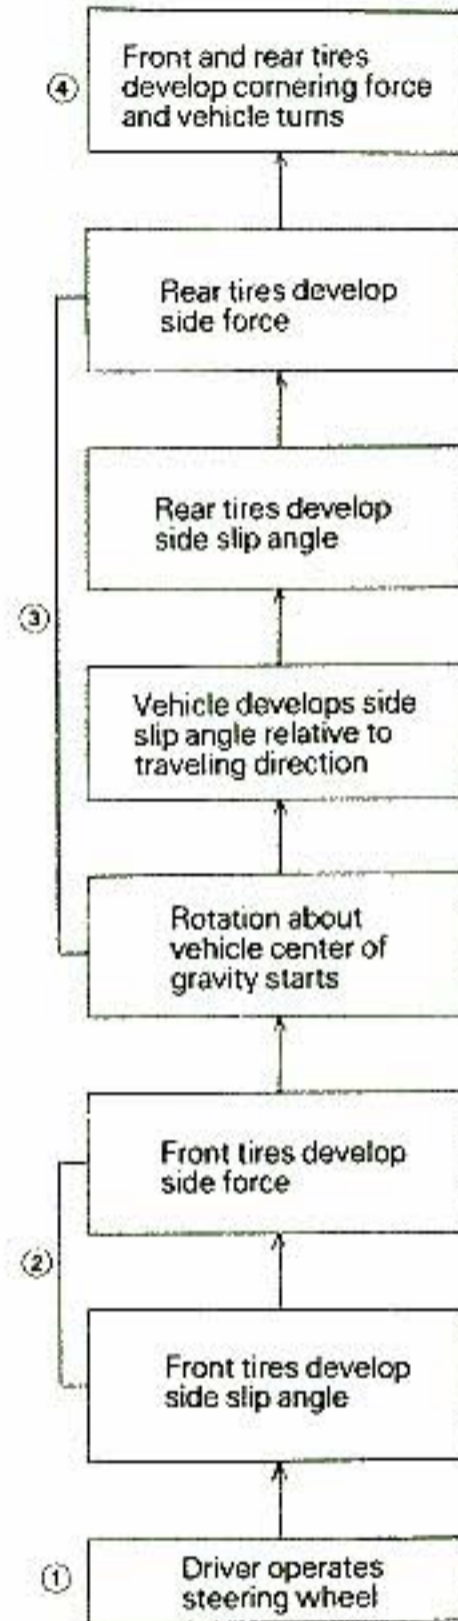 ④
Front and rear tires
develop cornering force
and vehicle turns
Rear tires develop
side force
Rear tires develop
side slip angle
③
Vehicle develops side
slip angle relative to
traveling direction
Rotation about
vehicle center of
gravity starts
Front tires develop
side force
②
Front tires develop
side slip angle
①
Driver operates
steering wheel